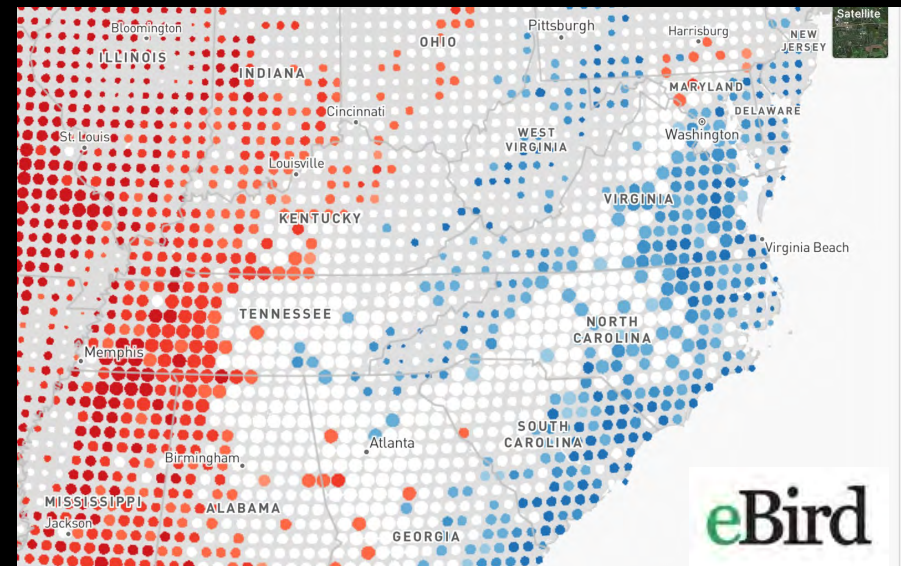 Satellite
Bloomington
ILLINOIS
INDIANA
OHIO
Pittsburgh
Harrisburg
NEW
JERSEY
MARYLAND
DELAWARE
Washington
WEST
VIRGINIA
Cincinnati
St. Louis
Louisville
KENTUCKY
VIRGINIA
Virginia Beach
TENNESSEE
NORTH
CAROLINA
Memphis
SOUTH
CAROLINA
Atlanta
Birmingham
MISSISSIPPI
Jackson
ALABAMA
GEORGIA
eBird